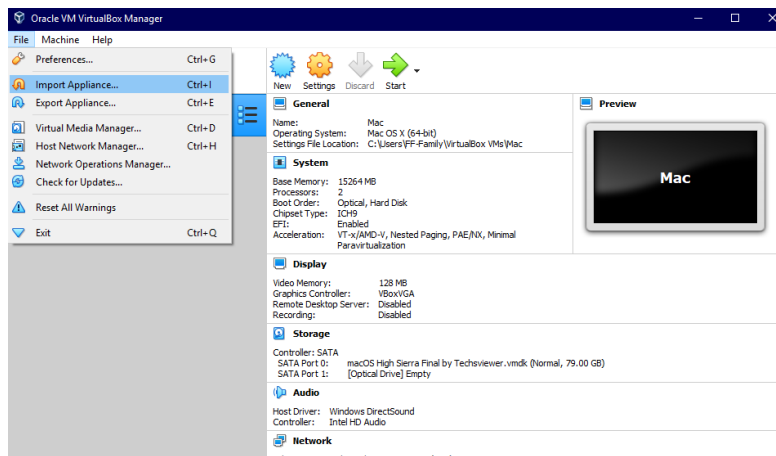 Oracle VM VirtualBox Manager
File Machine Help
Preferences... Ctrl+G
Import Appliance... Ctrl+I
Export Appliance... Ctrl+E
Virtual Media Manager... Ctrl+D
Host Network Manager... Ctrl+H
Network Operations Manager...
Check for Updates...
Reset All Warnings
Exit Ctrl+Q
New Settings Discard Start
General
Name: Mac
Operating System: Mac OS X (64-bit)
Settings File Location: C:\Users\FF-Family\VirtualBox VMs\Mac
Preview
Mac
System
Base Memory: 15264 MB
Processors: 2
Boot Order: Optical, Hard Disk
Chipset Type: ICH9
EFI: Enabled
Acceleration: VT-x/AMD-V, Nested Paging, PAE/NX, Minimal
Paravirtualization
Display
Video Memory: 128 MB
Graphics Controller: VBoxVGA
Remote Desktop Server: Disabled
Recording: Disabled
Storage
Controller: SATA
SATA Port 0: macOS High Sierra Final by Techsviewer.vmdk (Normal, 79.00 GB)
SATA Port 1: [Optical Drive] Empty
Audio
Host Driver: Windows DirectSound
Controller: Intel HD Audio
Network